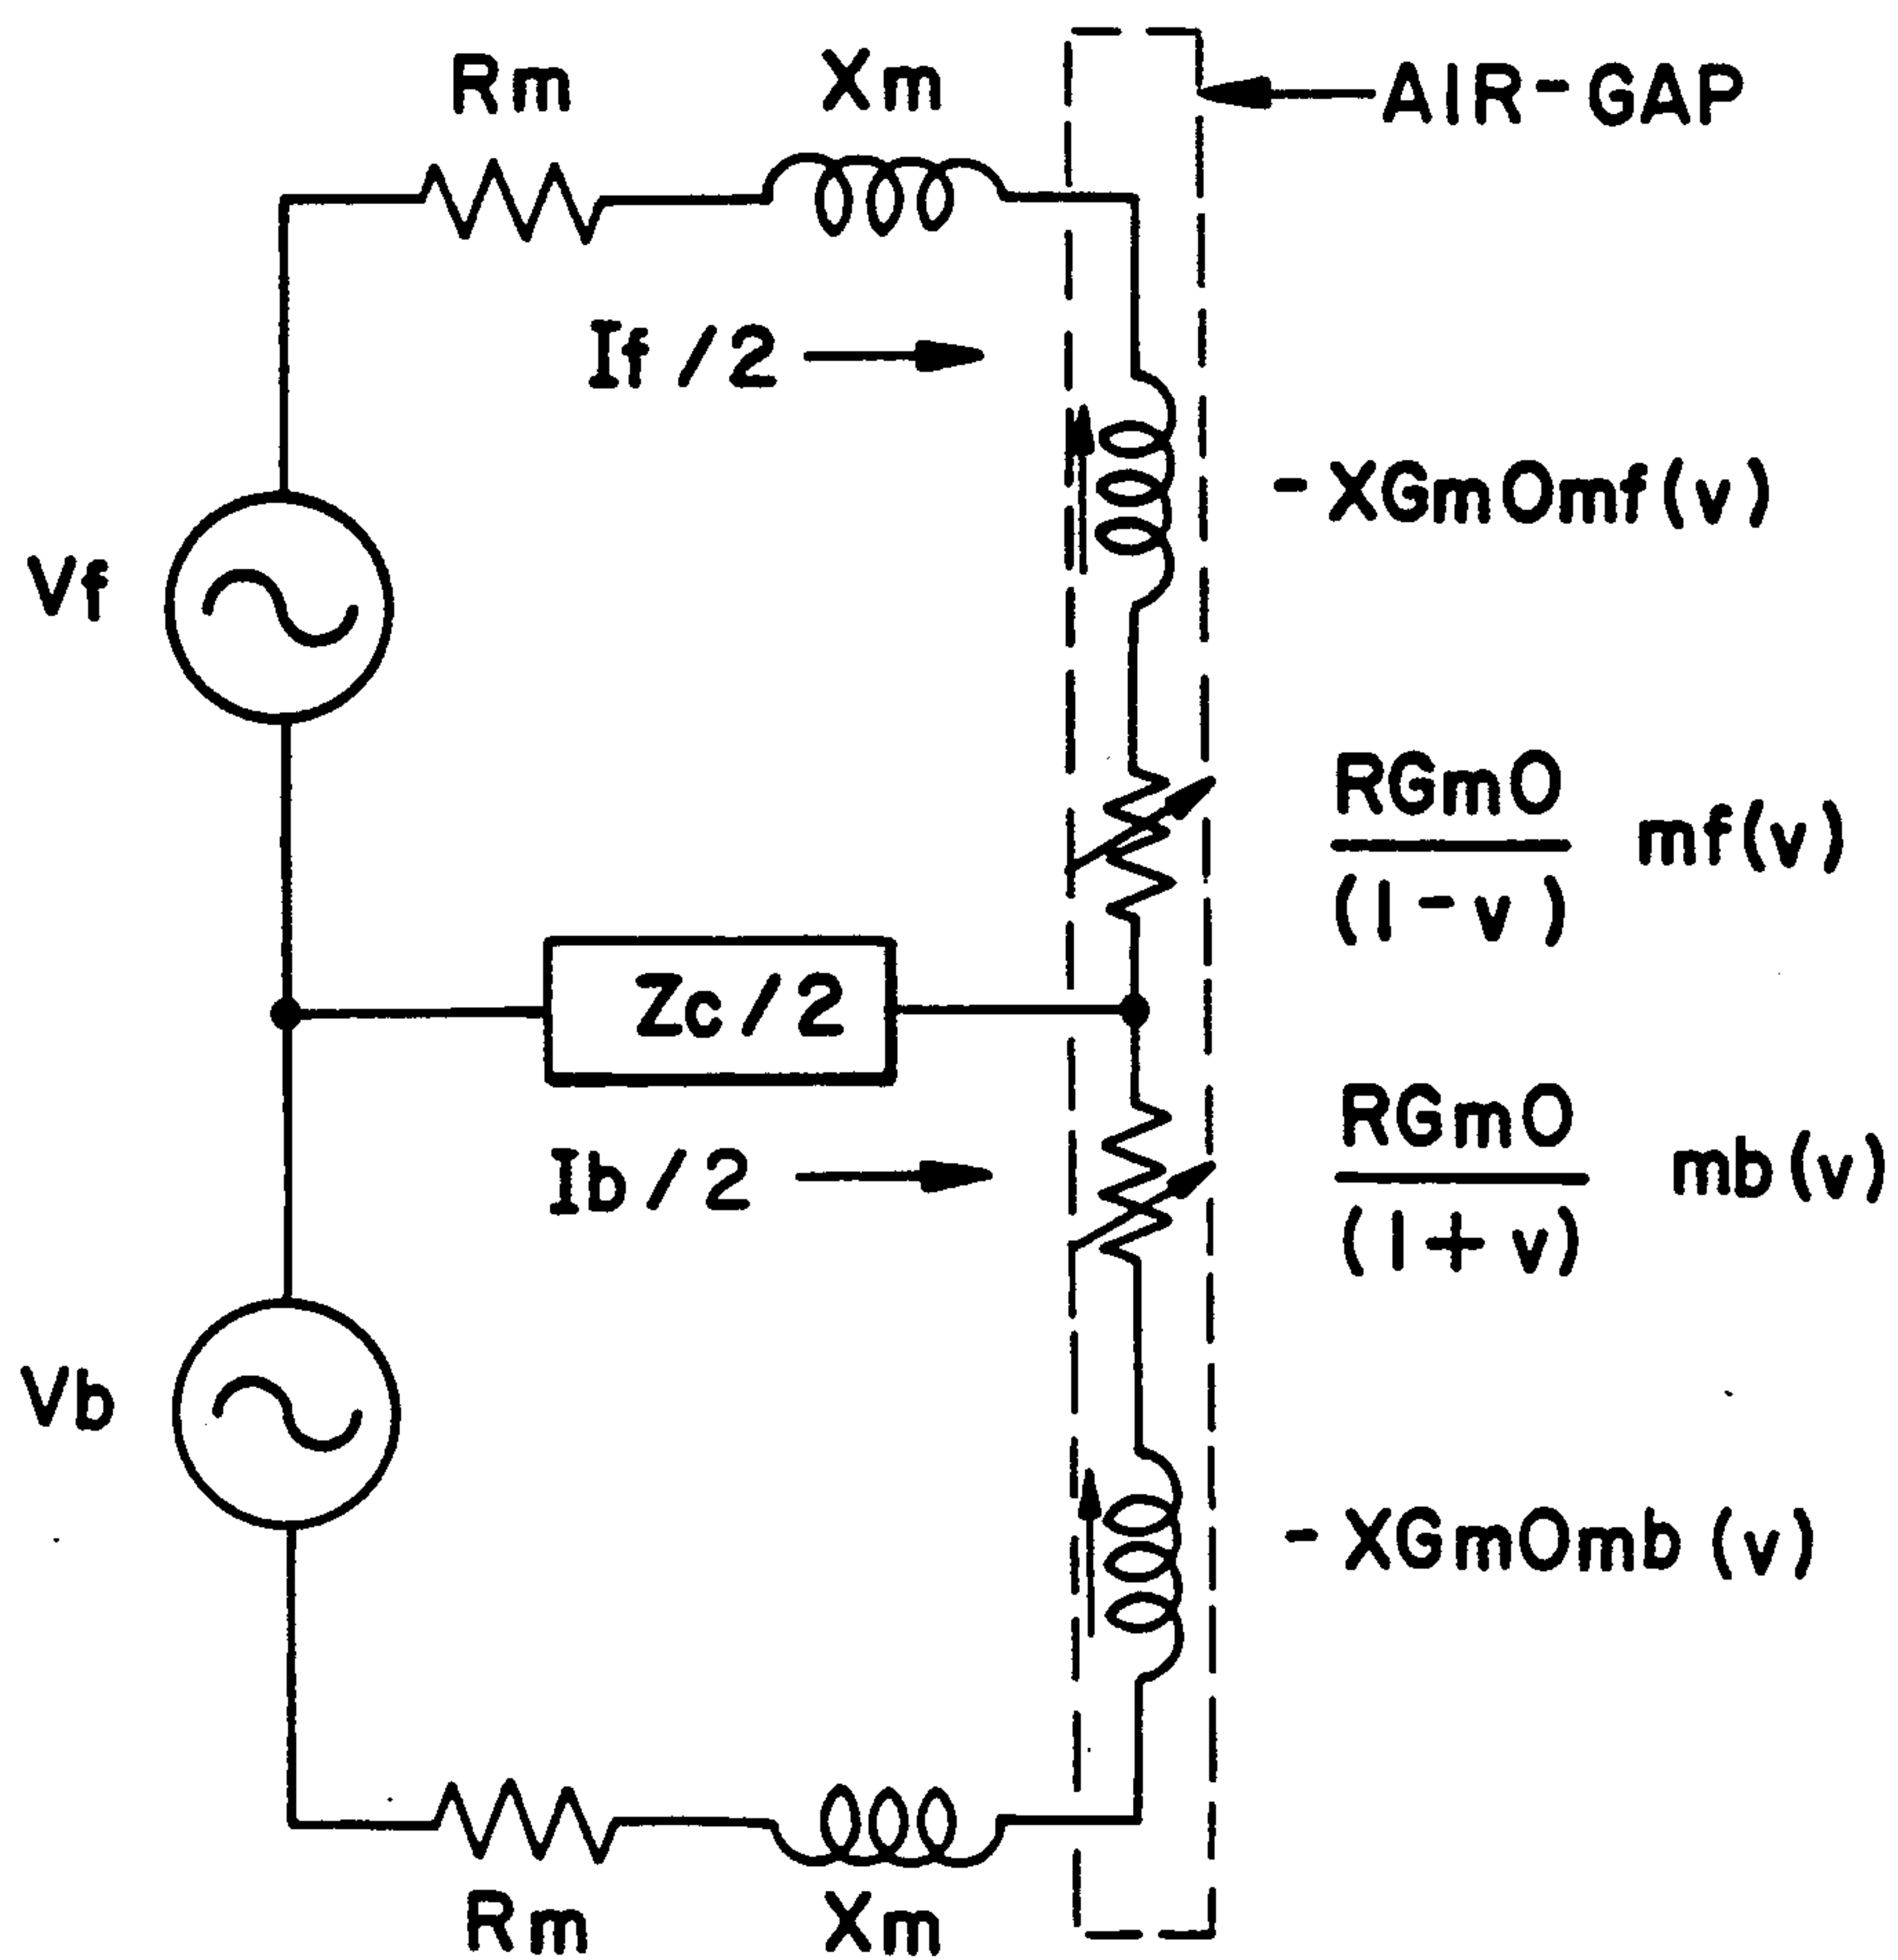 Rm
Xm
AIR-GAP
If/2
-XGmOmf(v)
Vf
RGmO
(1-v)
mf(v)
Zc/2
RGmO
(1+v)
mb(v)
Ib/2
Vb
-XGmOmb(v)
Rm
Xm